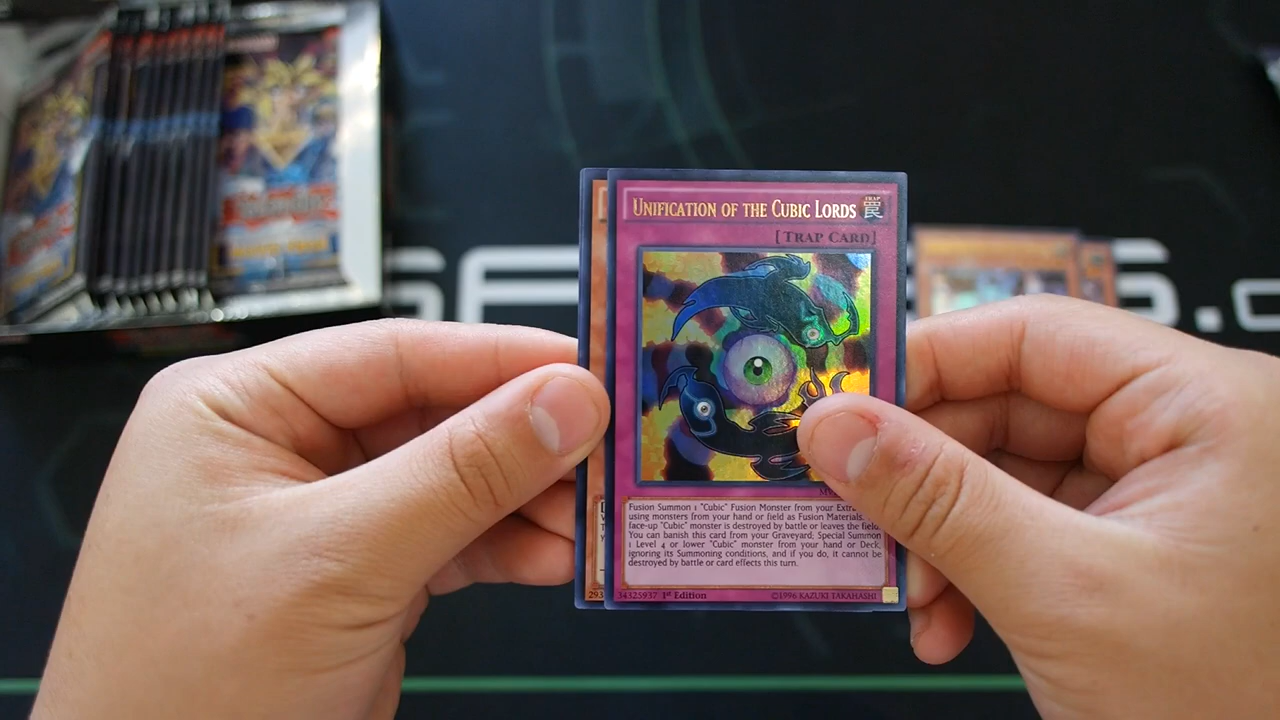 UNIFICATION OF THE CUBIC LORDS
TRAP
罠
[TRAP CARD]
Fusion Summon 1 "Cubic" Fusion Monster from your
using monsters from your hand or field as Fusion Materials.
face-up "Cubic" monster is destroyed by battle or leaves the field:
You can banish this card from your Graveyard; Special Summon
1 Level 4 or lower "Cubic" monster from your hand or Deck,
ignoring its Summoning conditions, and if you do, it cannot be
destroyed by battle or card effects this turn.
293
34325937 1st Edition
©1996 KAZUKI TAKAHASHI